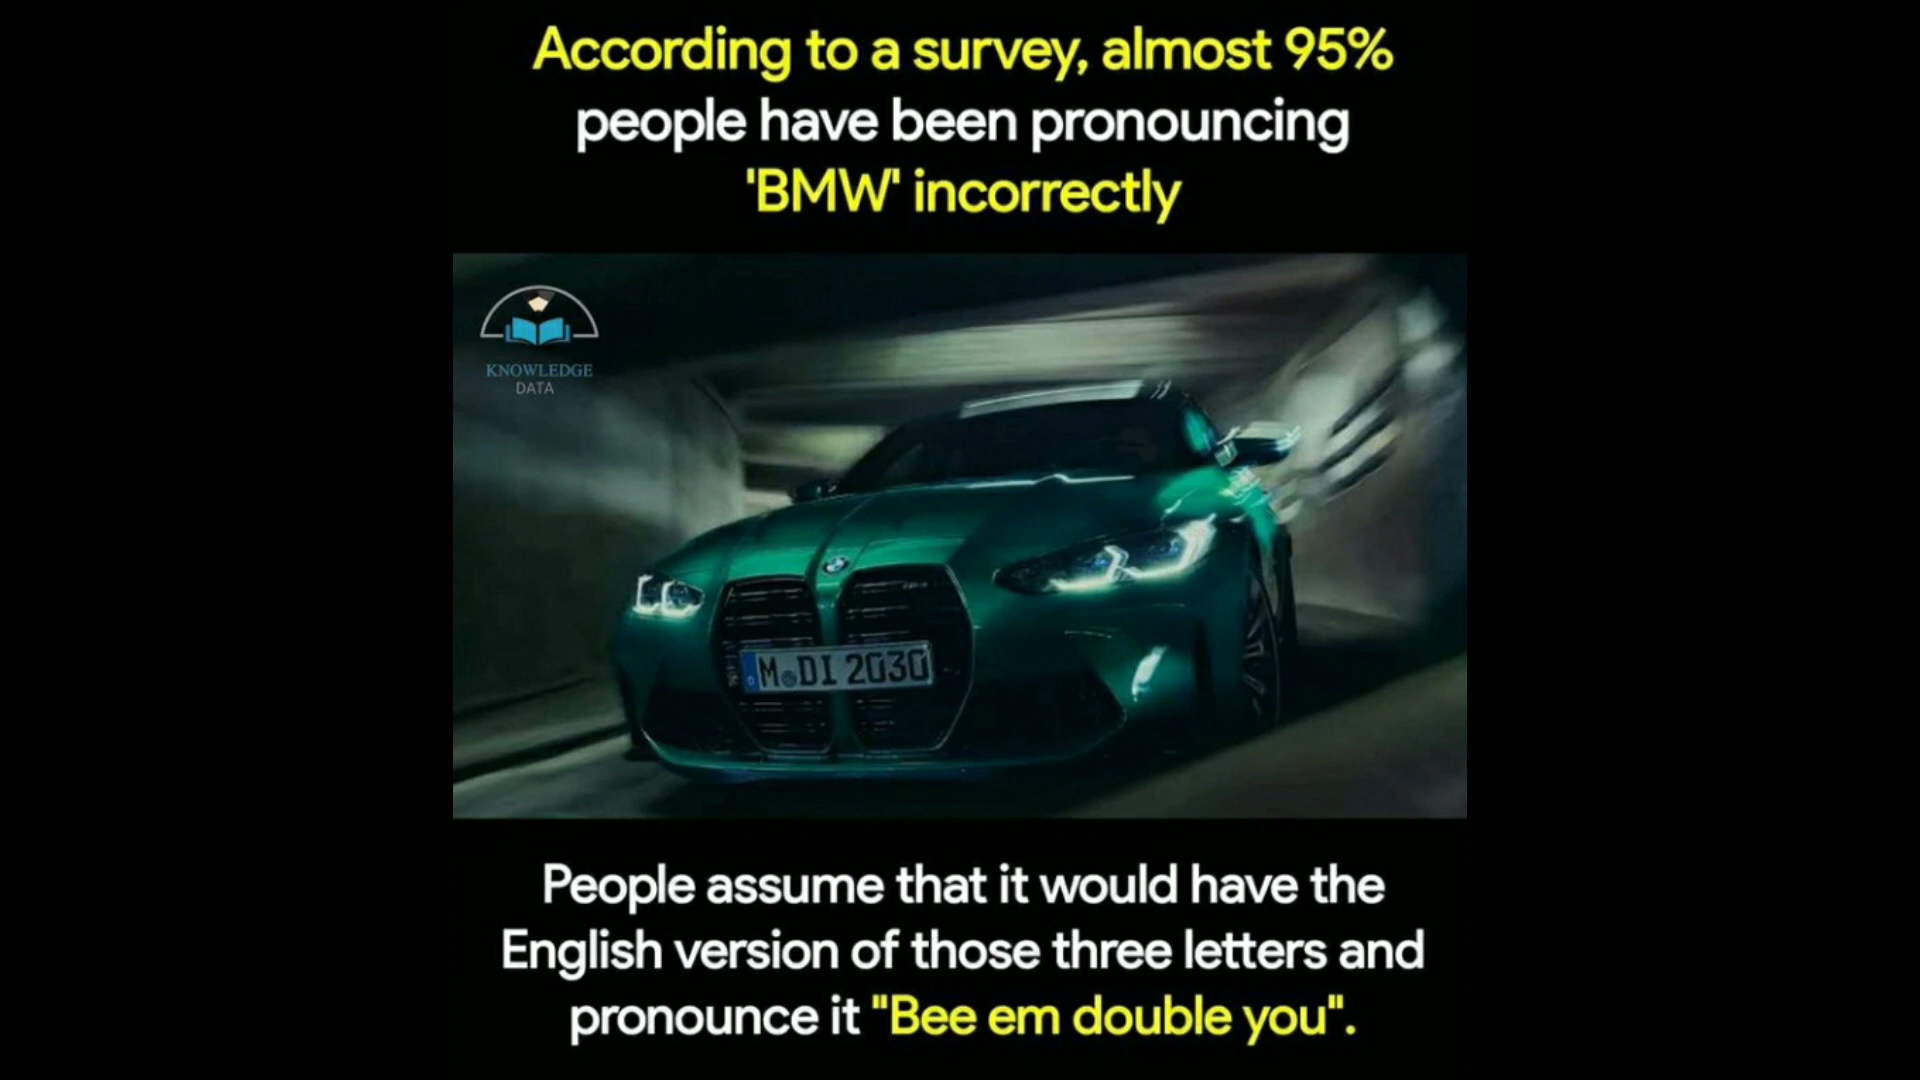 According to a survey, almost 95%
people have been pronouncing
'BMW' incorrectly
KNOWLEDGE
DATA
M DI 2030
People assume that it would have the
English version of those three letters and
pronounce it "Bee em double you".